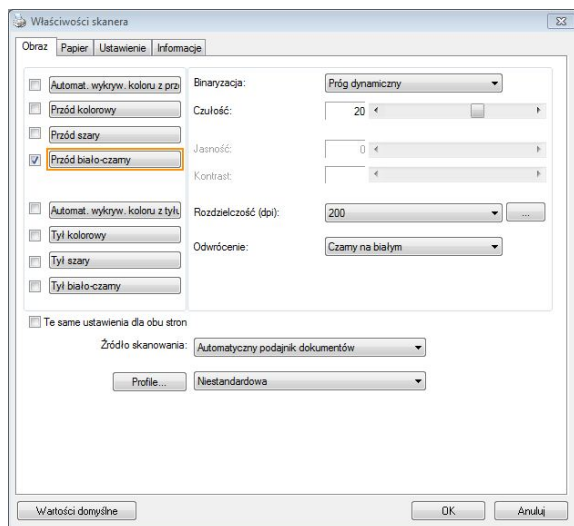 Właściwości skanera
Obraz Papier Ustawienie Informacje
Automat. wykryw. koloru z prze
Przód kolorowy
Przód szary
Przód biało-czarny
Automat. wykryw. koloru z tyłu
Tył kolorowy
Tył szary
Tył biało-czarny
Binaryzacja: Próg dynamiczny
Czułość: 20
Jasność: 0
Kontrast:
Rozdzielczość (dpi): 200 ...
Odwrócenie: Czarny na białym
Te same ustawienia dla obu stron
Źródło skanowania: Automatyczny podajnik dokumentów
Profile... Niestandardowa
Wartości domyślne OK Anuluj